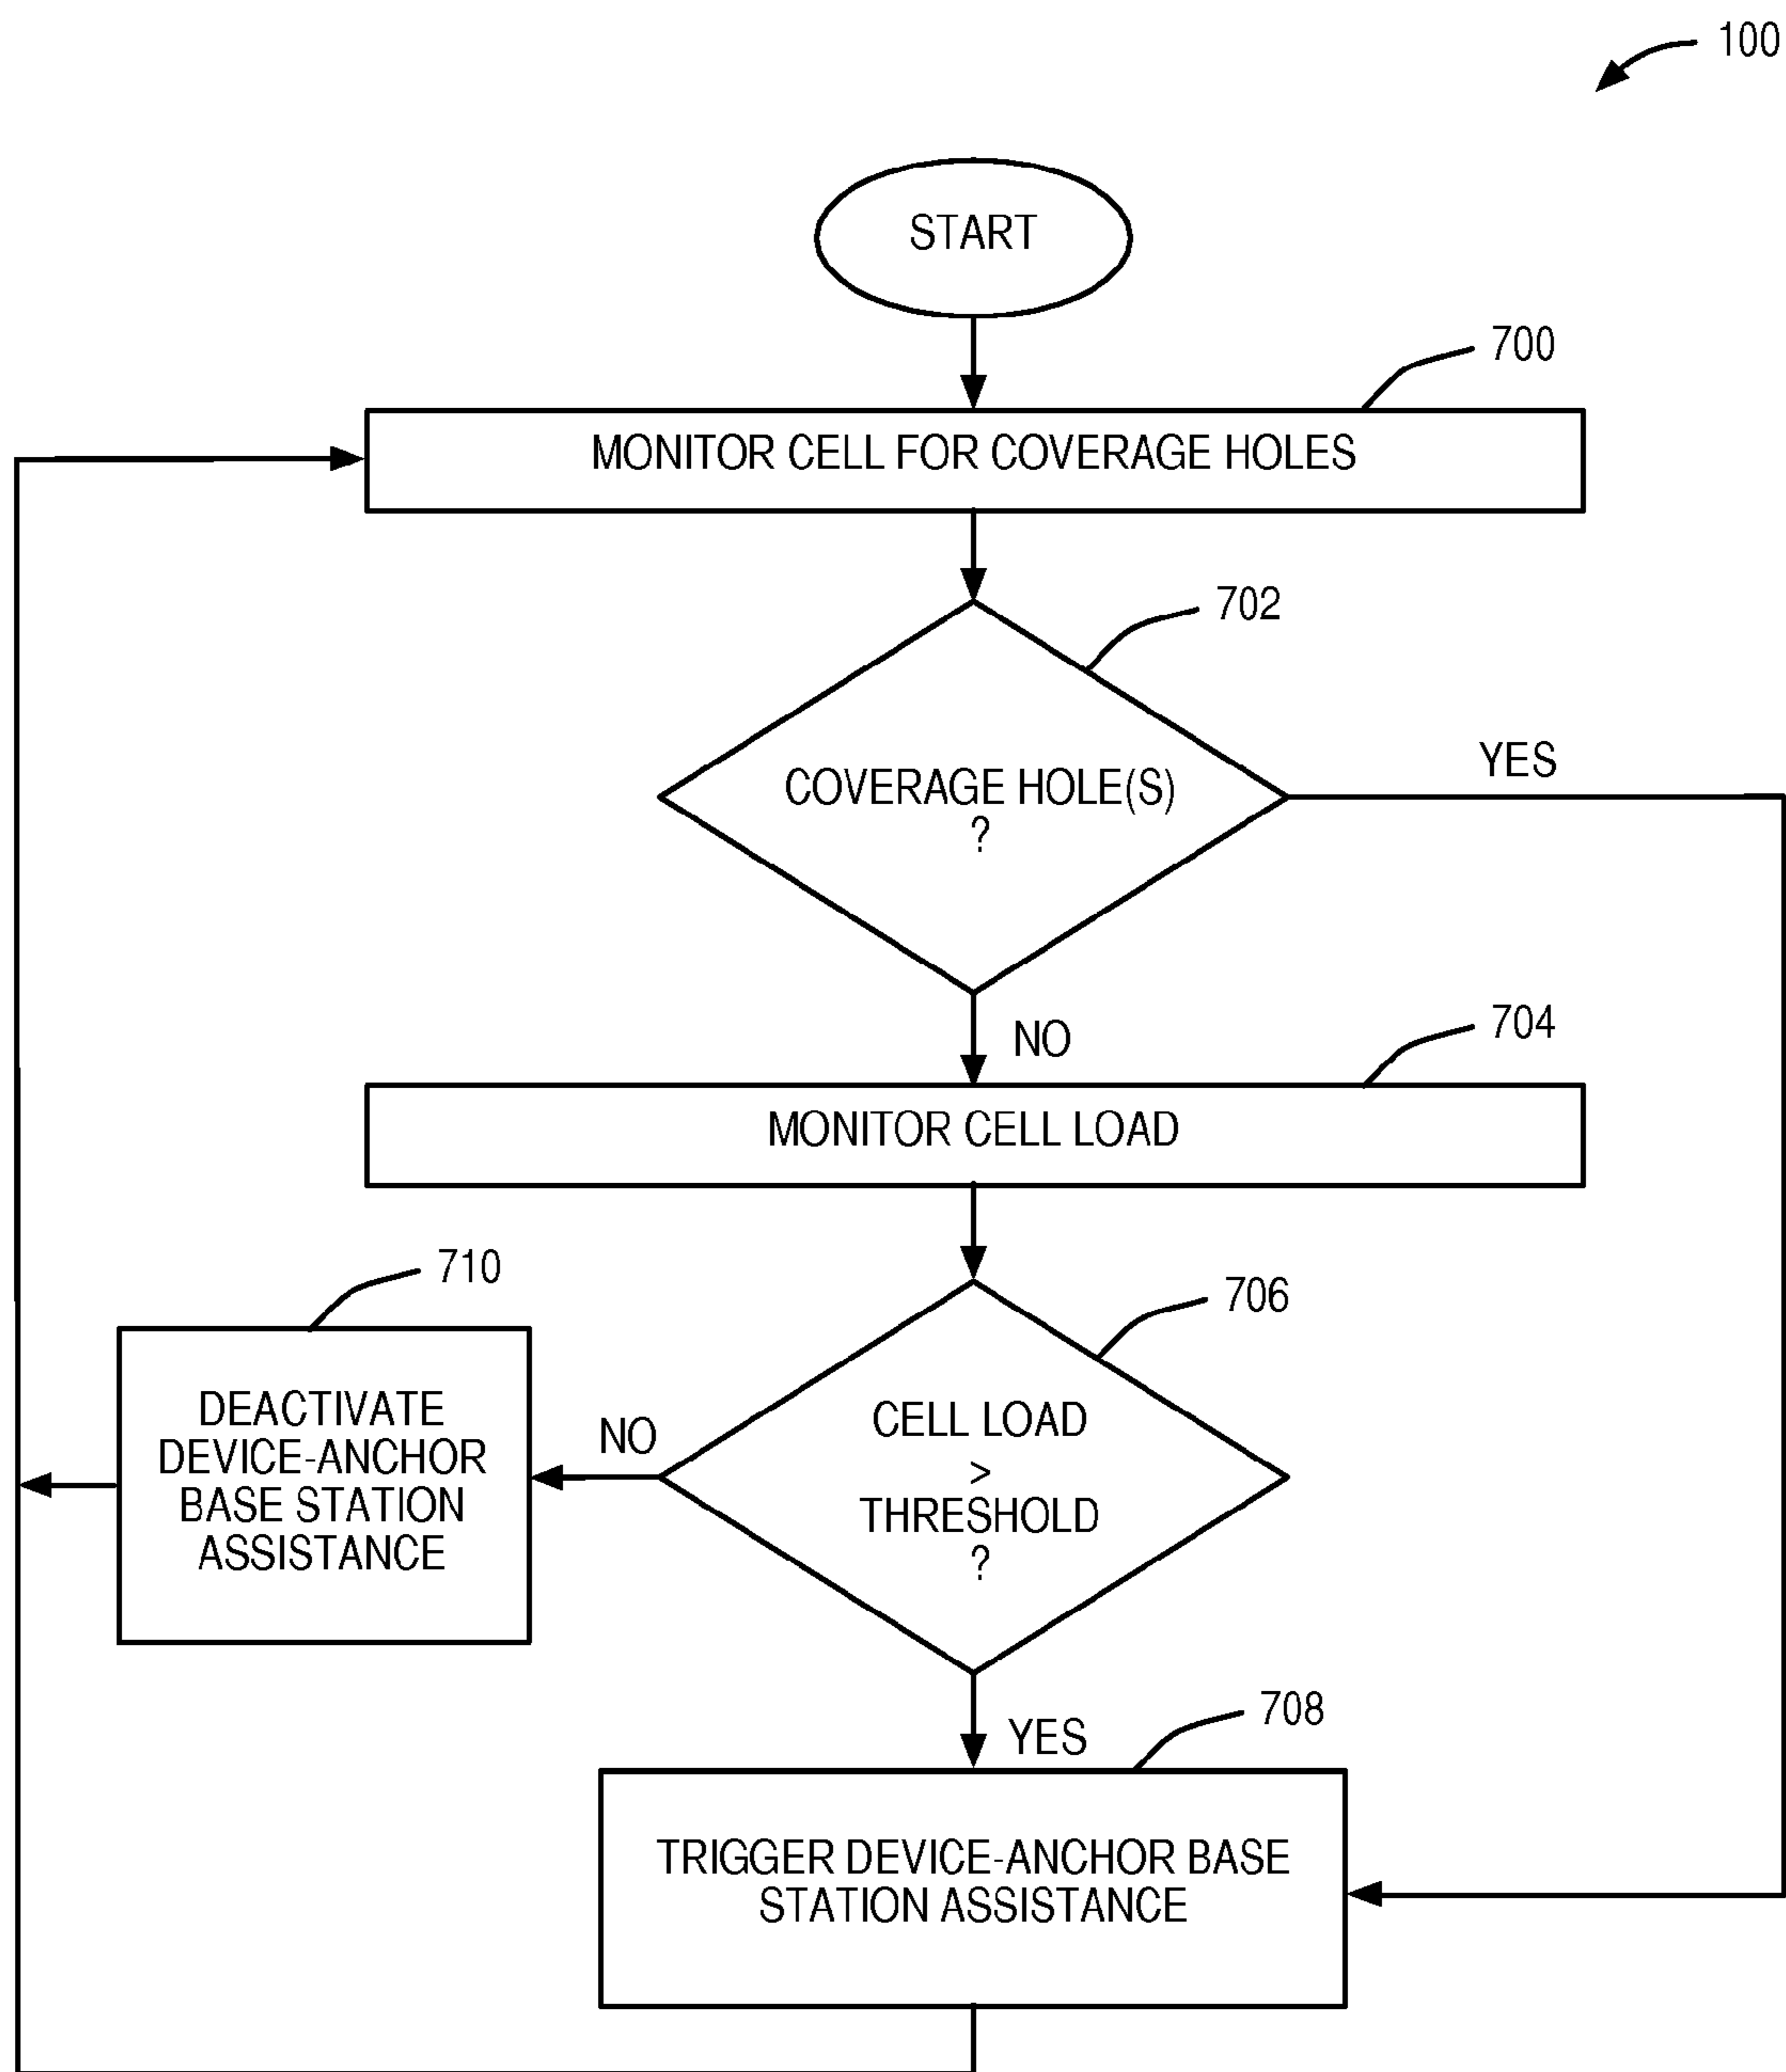 100
START
700
MONITOR CELL FOR COVERAGE HOLES
702
COVERAGE HOLE(S)
?
YES
NO
704
MONITOR CELL LOAD
710
DEACTIVATE
DEVICE-ANCHOR
BASE STATION
ASSISTANCE
NO
706
CELL LOAD
>
THRESHOLD
?
YES
708
TRIGGER DEVICE-ANCHOR BASE
STATION ASSISTANCE